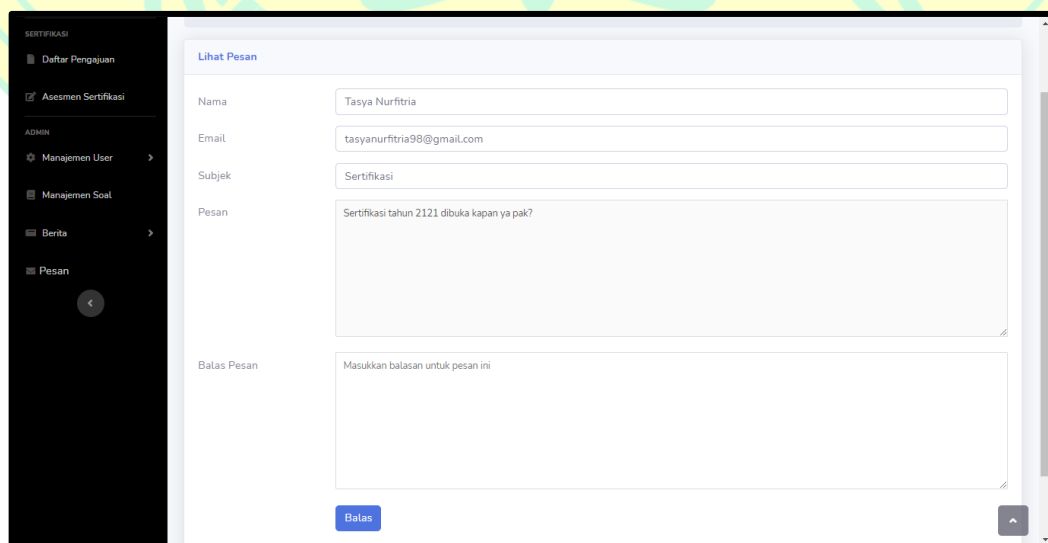 SERTIFIKASI
Daftar Pengajuan
Asesmen Sertifikasi
ADMIN
Manajemen User
Manajemen Soal
Berita
Pesan
Lihat Pesan
Nama
Tasya Nurfitria
Email
tasyanurfitria98@gmail.com
Subjek
Sertifikasi
Pesan
Sertifikasi tahun 2121 dibuka kapan ya pak?
Balas Pesan
Masukkan balasan untuk pesan ini
Balas